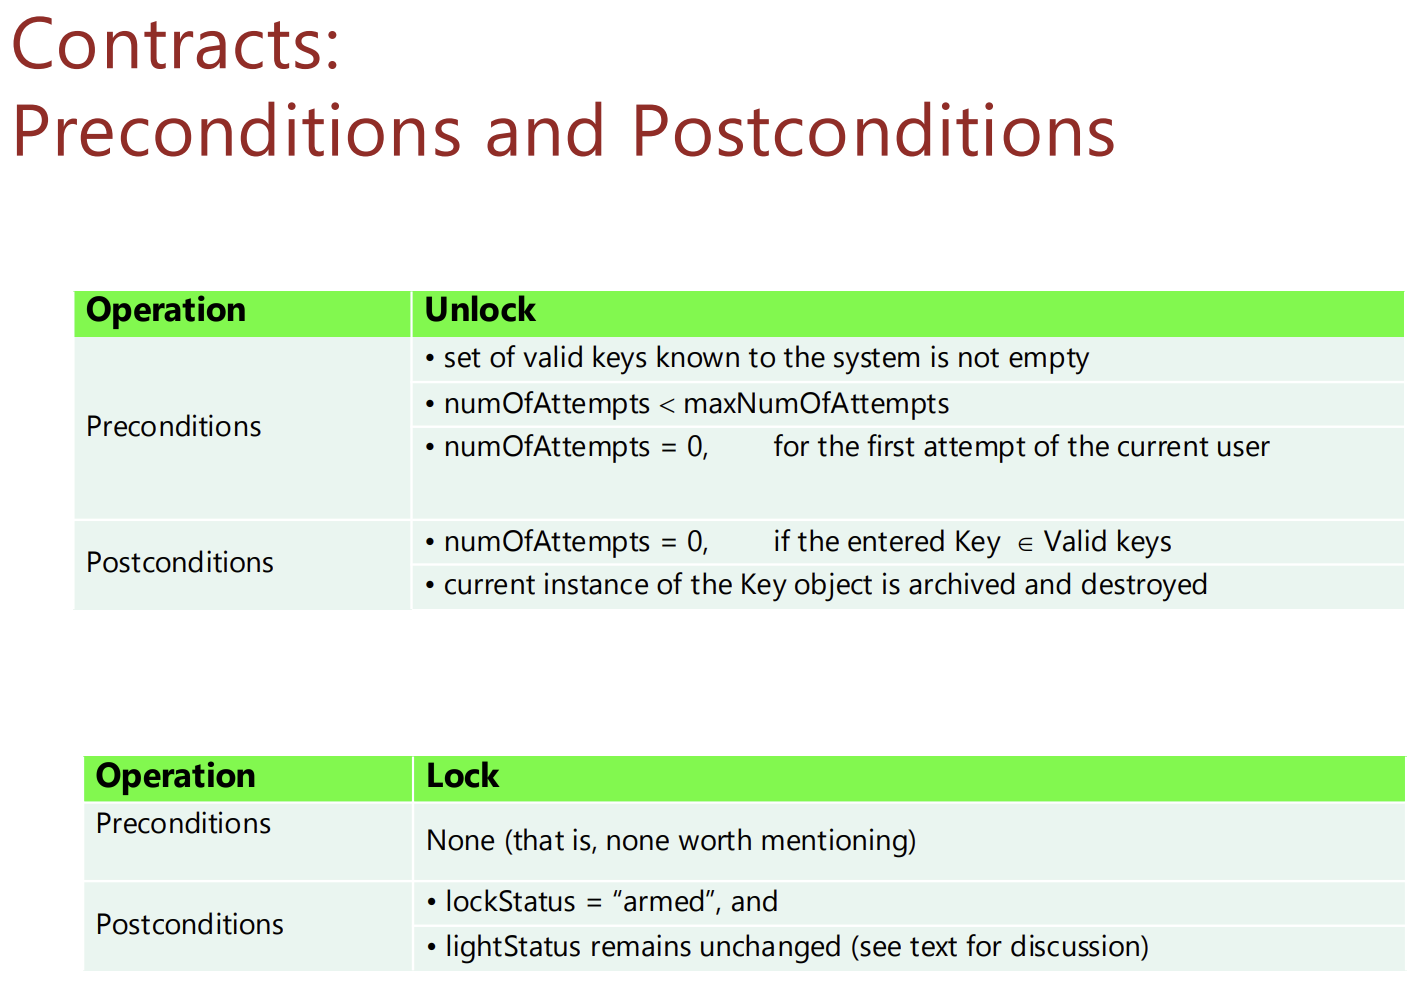 Contracts:
Preconditions and Postconditions
Operation
Unlock
Preconditions
• set of valid keys known to the system is not empty
• numOfAttempts < maxNumOfAttempts
• numOfAttempts = 0, for the first attempt of the current user
Postconditions
• numOfAttempts = 0, if the entered Key ∈ Valid keys
• current instance of the Key object is archived and destroyed
Operation
Lock
Preconditions
None (that is, none worth mentioning)
Postconditions
• lockStatus = “armed”, and
• lightStatus remains unchanged (see text for discussion)